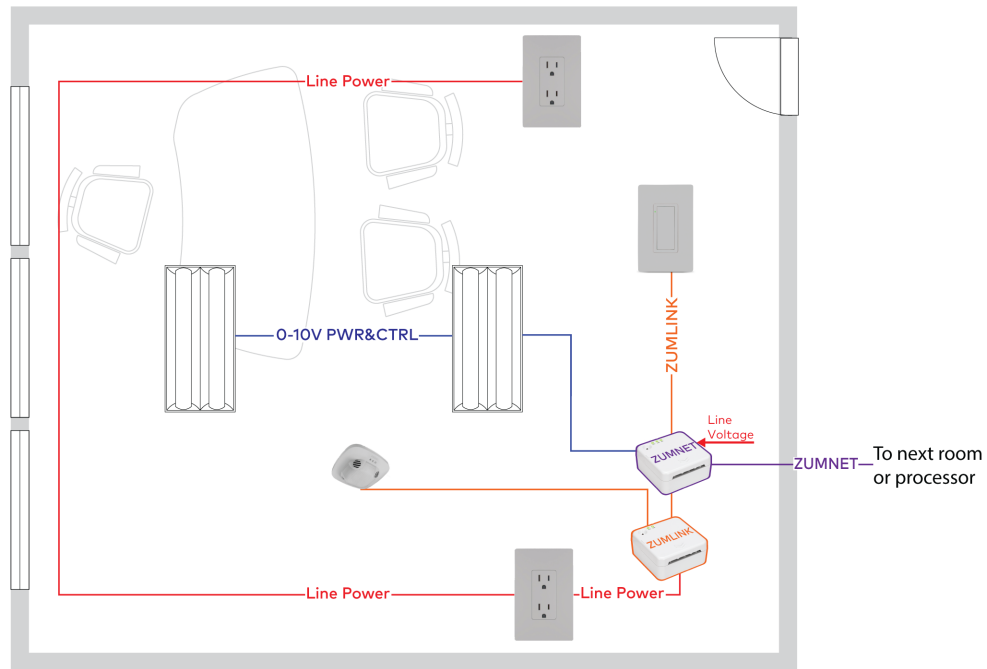 Line Power
0-10V PWR&CTRL
ZUMLINK
Line
Voltage
ZUMNET
ZUMNET
To next room
or processor
ZUMLINK
Line Power
Line Power